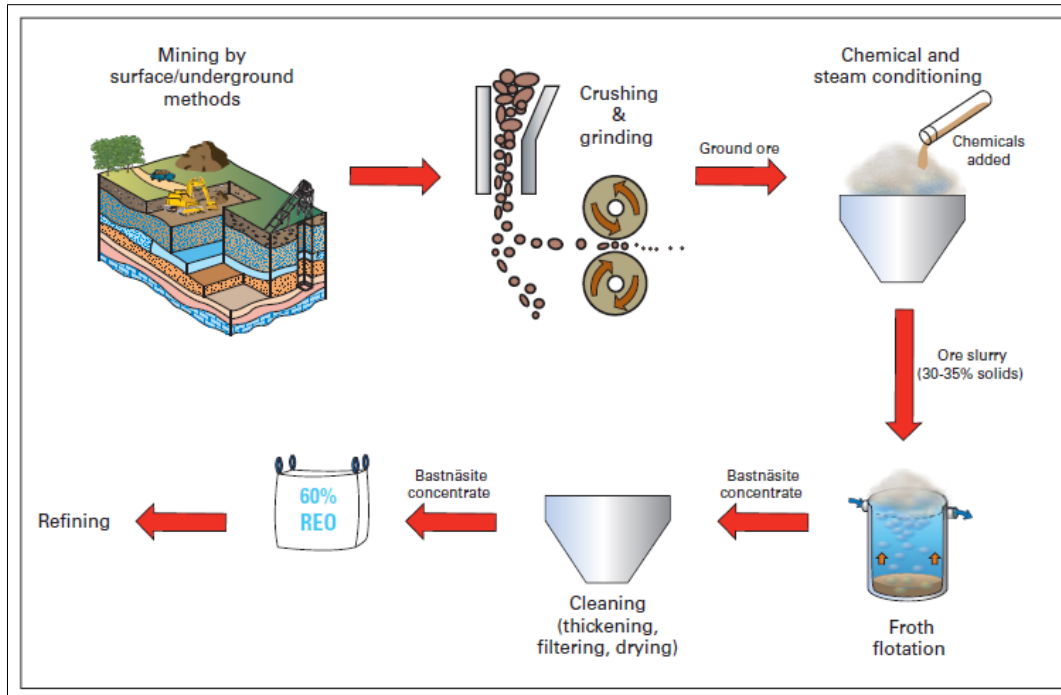 Mining by
surface/underground
methods
Crushing
&
grinding
Ground ore
Chemical and
steam conditioning
Chemicals
added
Ore slurry
(30-35% solids)
Froth
flotation
Bastnäsite
concentrate
Cleaning
(thickening,
filtering, drying)
Bastnäsite
concentrate
60%
REO
Refining